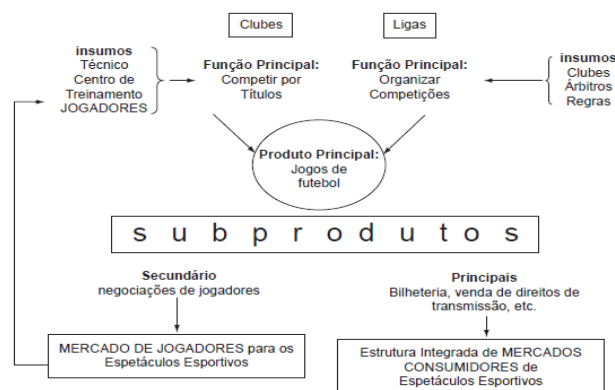 Clubes
Ligas
insumos
Técnico
Centro de
Treinamento
JOGADORES
Função Principal:
Competir por
Títulos
Função Principal:
Organizar
Competições
insumos
Clubes
Árbitros
Regras
Produto Principal:
Jogos de
futebol
subprodutos
Secundário
negociações de jogadores
Principais
Bilheteria, venda de direitos de
transmissão, etc.
MERCADO DE JOGADORES para os
Espetáculos Esportivos
Estrutura Integrada de MERCADOS
CONSUMIDORES de
Espetáculos Esportivos